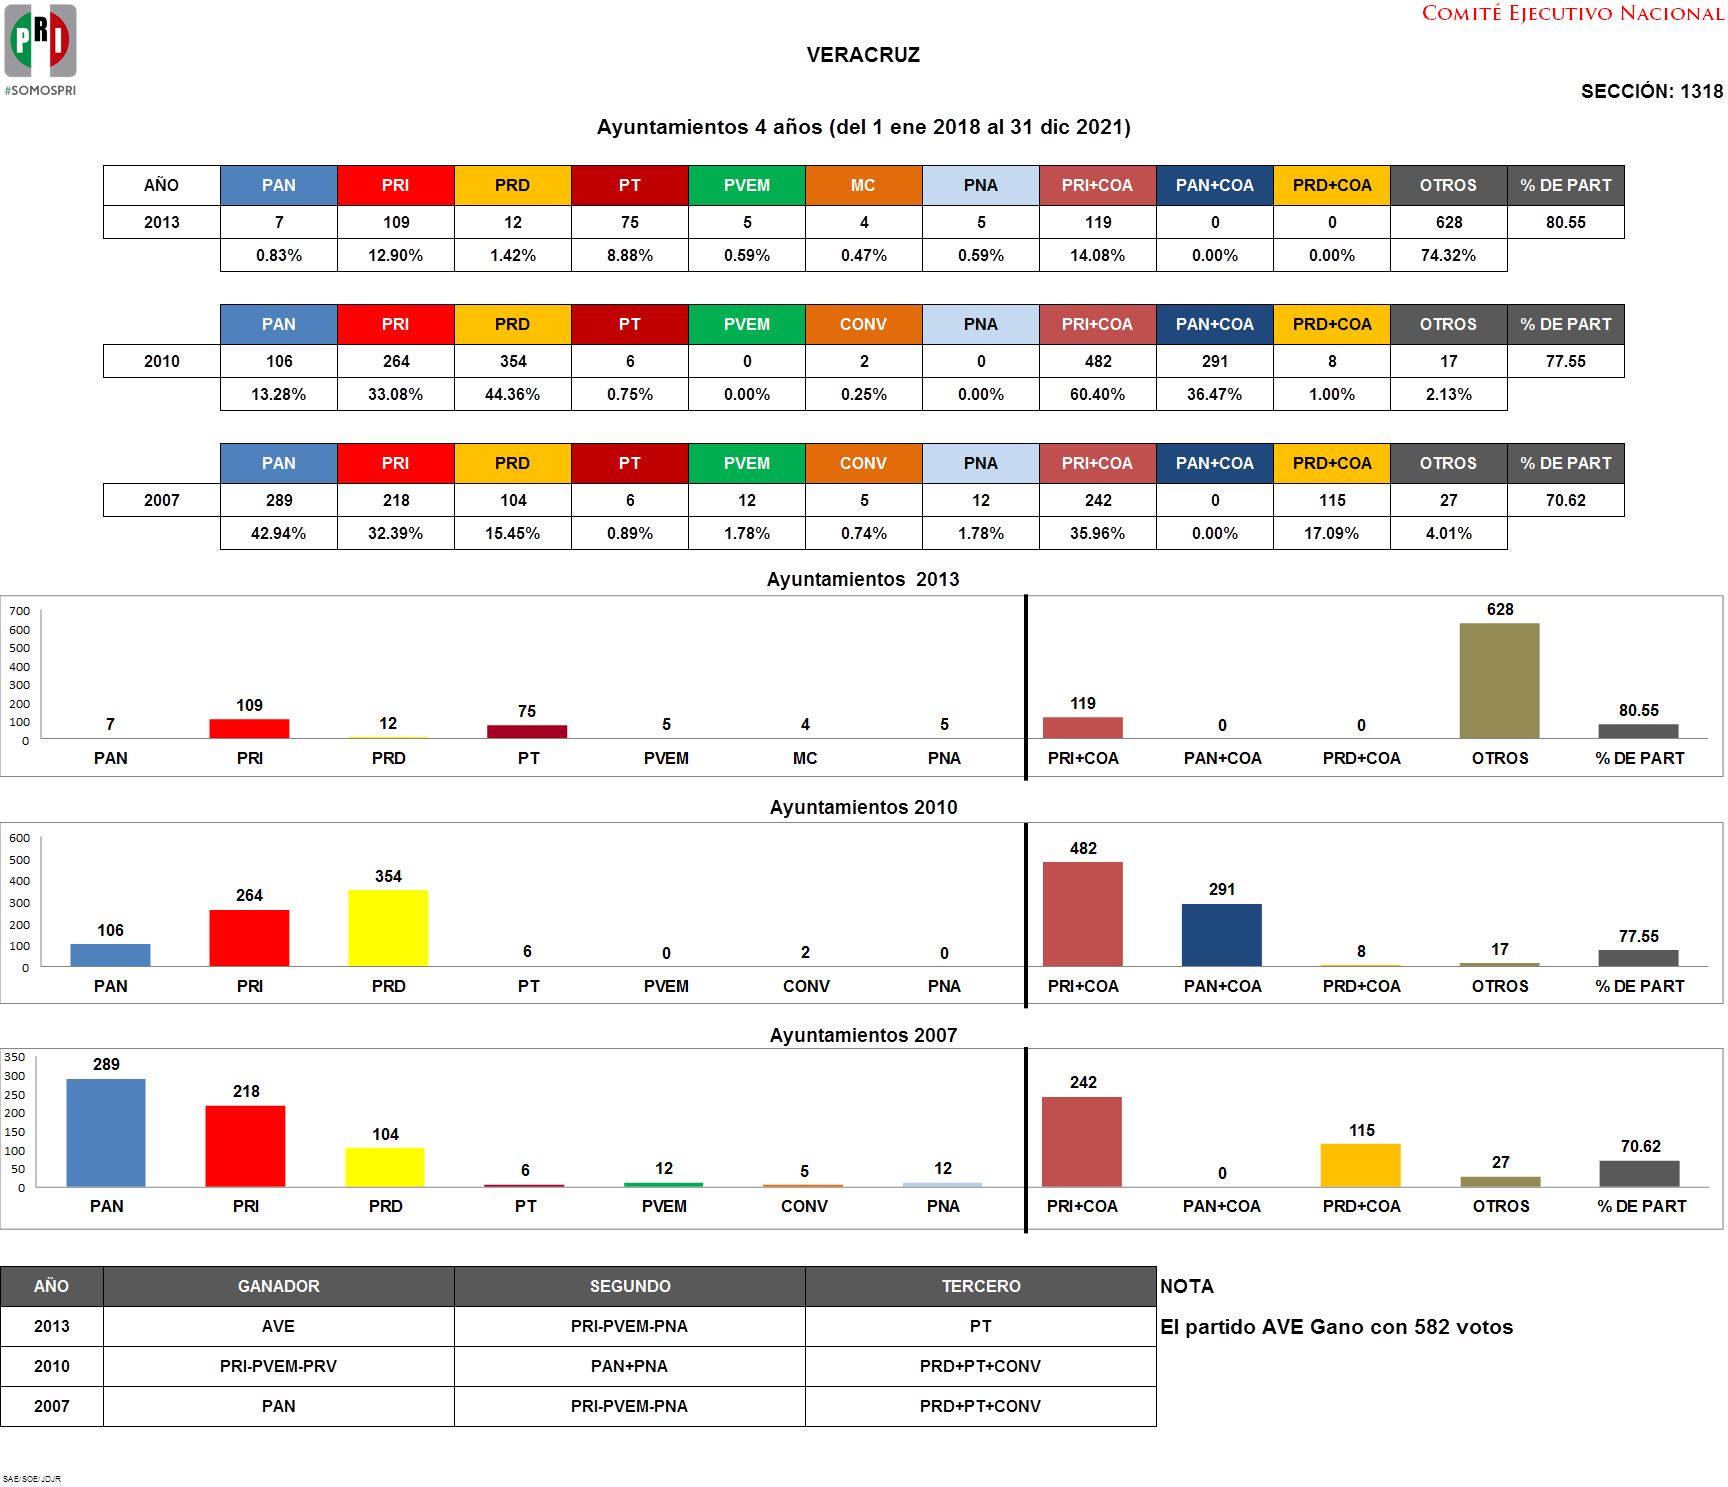 PRI
#SOMOSPRI
COMITÉ EJECUTIVO NACIONAL
VERACRUZ
SECCIÓN: 1318
Ayuntamientos 4 años (del 1 ene 2018 al 31 dic 2021)
AÑO PAN PRI PRD PT PVEM MC PNA PRI+COA PAN+COA PRD+COA OTROS % DE PART
2013 7 109 12 75 5 4 5 119 0 0 628 80.55
0.83% 12.90% 1.42% 8.88% 0.59% 0.47% 0.59% 14.08% 0.00% 0.00% 74.32%
PAN PRI PRD PT PVEM CONV PNA PRI+COA PAN+COA PRD+COA OTROS % DE PART
2010 106 264 354 6 0 2 0 482 291 8 17 77.55
13.28% 33.08% 44.36% 0.75% 0.00% 0.25% 0.00% 60.40% 36.47% 1.00% 2.13%
PAN PRI PRD PT PVEM CONV PNA PRI+COA PAN+COA PRD+COA OTROS % DE PART
2007 289 218 104 6 12 5 12 242 0 115 27 70.62
42.94% 32.39% 15.45% 0.89% 1.78% 0.74% 1.78% 35.96% 0.00% 17.09% 4.01%
Ayuntamientos 2013
700
600
500
400
300
200
100
0
7 109 12 75 5 4 5 119 0 0 628 80.55
PAN PRI PRD PT PVEM MC PNA PRI+COA PAN+COA PRD+COA OTROS % DE PART
Ayuntamientos 2010
600
500
400
300
200
100
0
106 264 354 6 0 2 0 482 291 8 17 77.55
PAN PRI PRD PT PVEM CONV PNA PRI+COA PAN+COA PRD+COA OTROS % DE PART
Ayuntamientos 2007
350
300
250
200
150
100
50
0
289 218 104 6 12 5 12 242 0 115 27 70.62
PAN PRI PRD PT PVEM CONV PNA PRI+COA PAN+COA PRD+COA OTROS % DE PART
AÑO GANADOR SEGUNDO TERCERO NOTA
2013 AVE PRI-PVEM-PNA PT El partido AVE Gano con 582 votos
2010 PRI-PVEM-PRV PAN+PNA PRD+PT+CONV
2007 PAN PRI-PVEM-PNA PRD+PT+CONV
SAE/SOE/JDJR